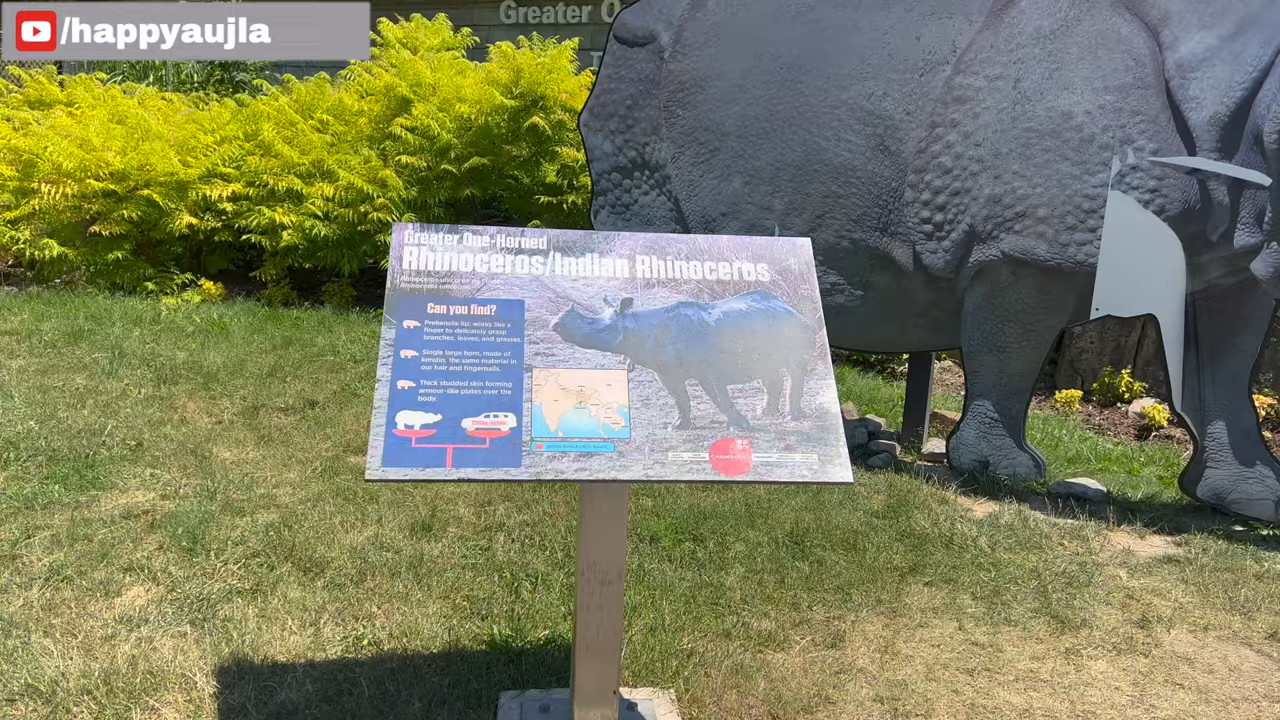 /happyaujla
Greater O
Greater One-Horned
Rhinoceros/Indian Rhinoceros
Rhinoceros unicornis
Can you find?
Prehensile lip: works like a
finger to delicately grasp
branches, leaves, and grasses.
Single large horn, made of
keratin, the same material in
our hair and fingernails.
Thick studded skin forming
armour-like plates over the
body.